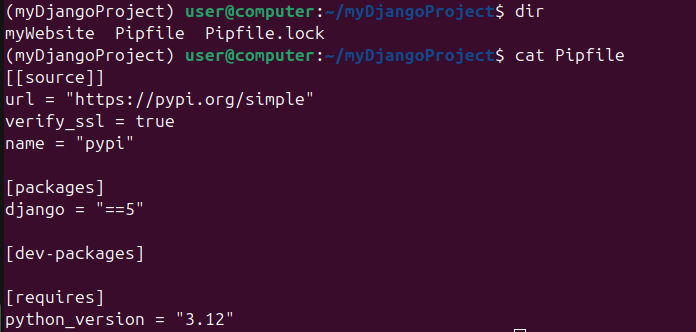 (myDjangoProject) user@computer:~/myDjangoProject$ dir
myWebsite  Pipfile  Pipfile.lock
(myDjangoProject) user@computer:~/myDjangoProject$ cat Pipfile
[[source]]
url = "https://pypi.org/simple"
verify_ssl = true
name = "pypi"

[packages]
django = "==5"

[dev-packages]

[requires]
python_version = "3.12"